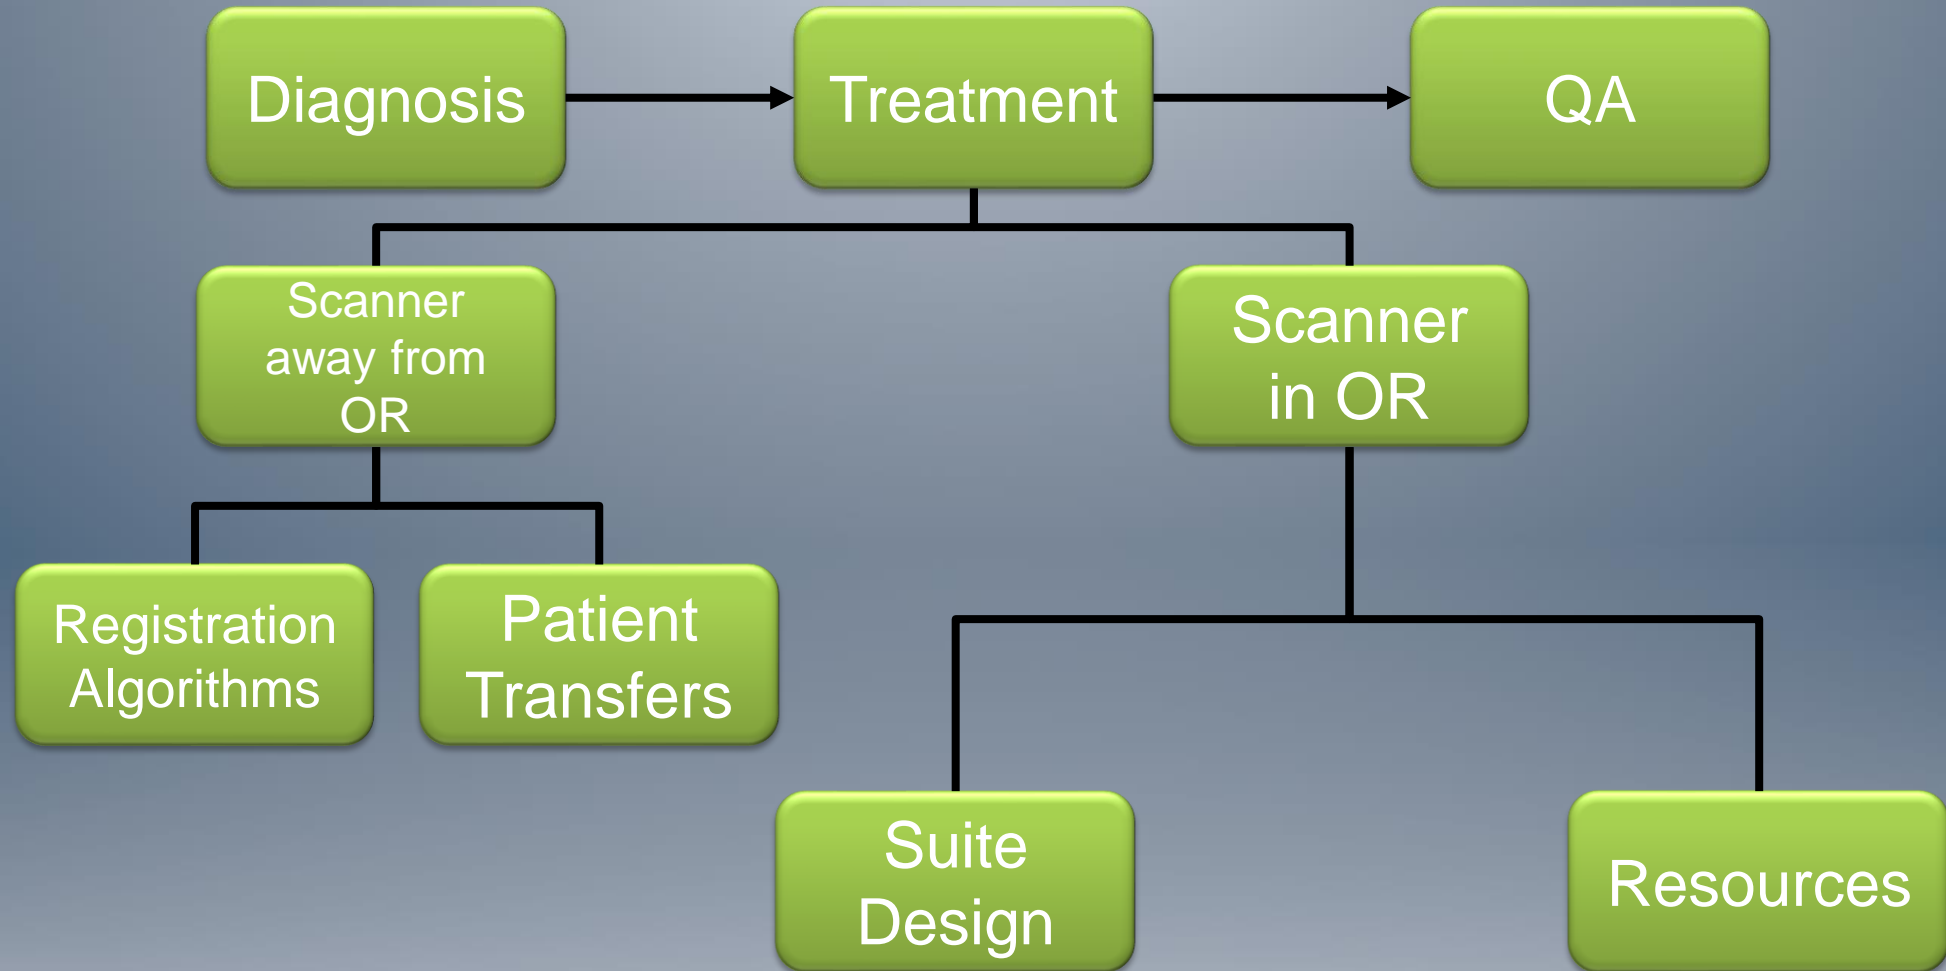 Diagnosis
Treatment
QA
Scanner
away from
OR
Scanner
in OR
Registration
Algorithms
Patient
Transfers
Suite
Design
Resources